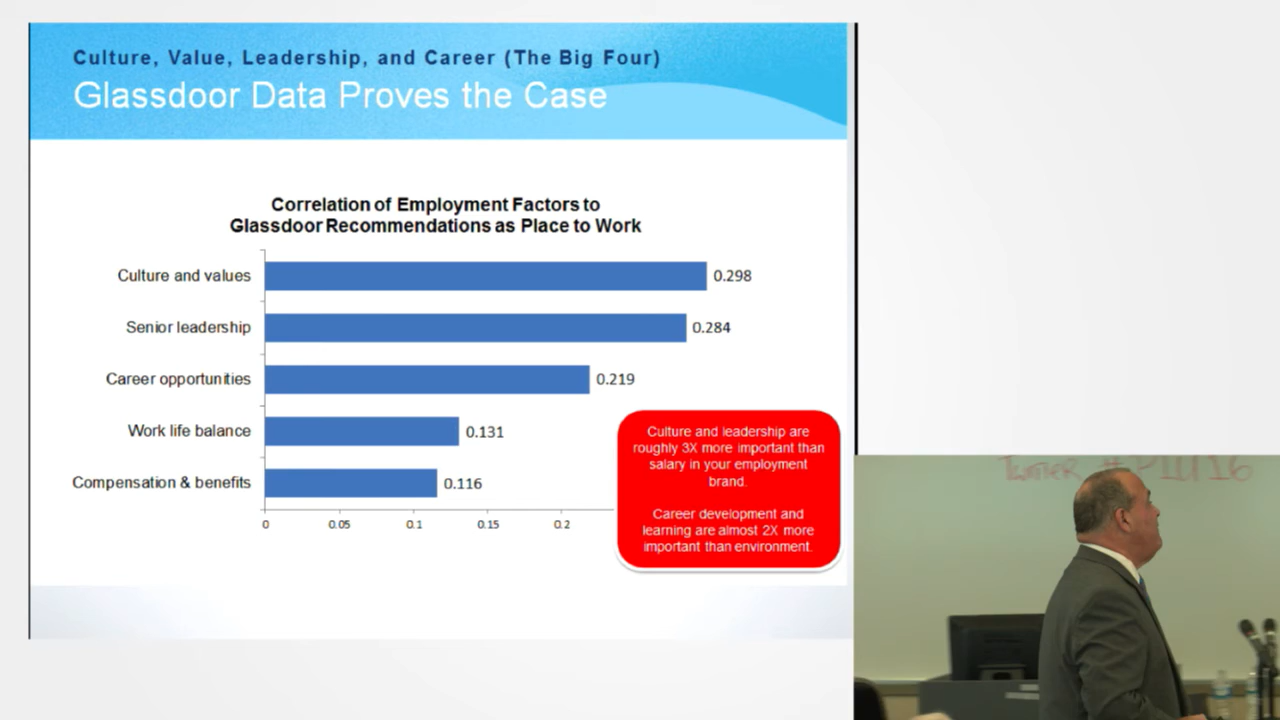 Culture, Value, Leadership, and Career (The Big Four)
Glassdoor Data Proves the Case
Correlation of Employment Factors to
Glassdoor Recommendations as Place to Work
Culture and values 0.298
Senior leadership 0.284
Career opportunities 0.219
Work life balance 0.131
Compensation & benefits 0.116
0 0.05 0.1 0.15 0.2
Culture and leadership are
roughly 3X more important than
salary in your employment
brand.
Career development and
learning are almost 2X more
important than environment.
TWITTER